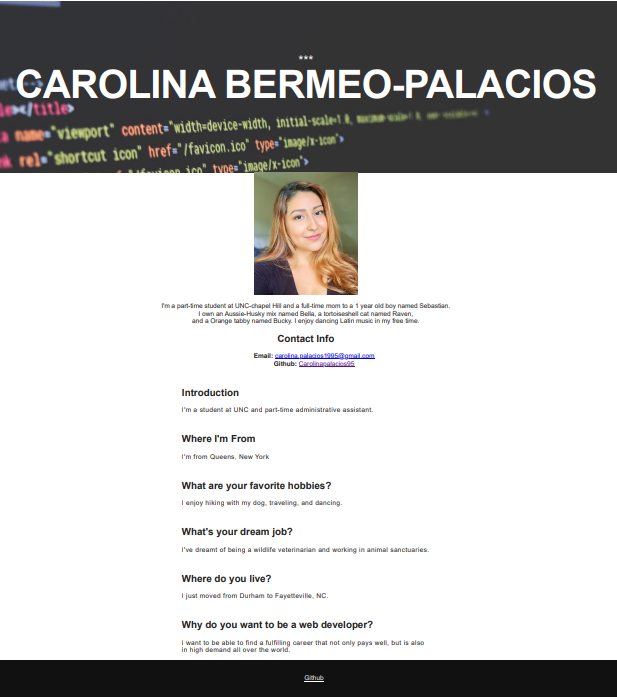 ***
CAROLINA BERMEO-PALACIOS
></title>
name="viewport" content="width=device-width, initial-scale=1.0,
rel="shortcut icon" href="/favicon.ico" type="image/x-icon">
type="image/x-icon">
I'm a part-time student at UNC-chapel Hill and a full-time mom to a 1 year old boy named Sebastian.
I own an Aussie-Husky mix named Bella, a tortoiseshell cat named Raven,
and a Orange tabby named Bucky. I enjoy dancing Latin music in my free time.
Contact Info
Email: carolina.palacios1995@gmail.com
Github: Carolinapalacios95
Introduction
I'm a student at UNC and part-time administrative assistant.
Where I'm From
I'm from Queens, New York
What are your favorite hobbies?
I enjoy hiking with my dog, traveling, and dancing.
What's your dream job?
I've dreamt of being a wildlife veterinarian and working in animal sanctuaries.
Where do you live?
I just moved from Durham to Fayetteville, NC.
Why do you want to be a web developer?
I want to be able to find a fulfilling career that not only pays well, but is also
in high demand all over the world.
Github